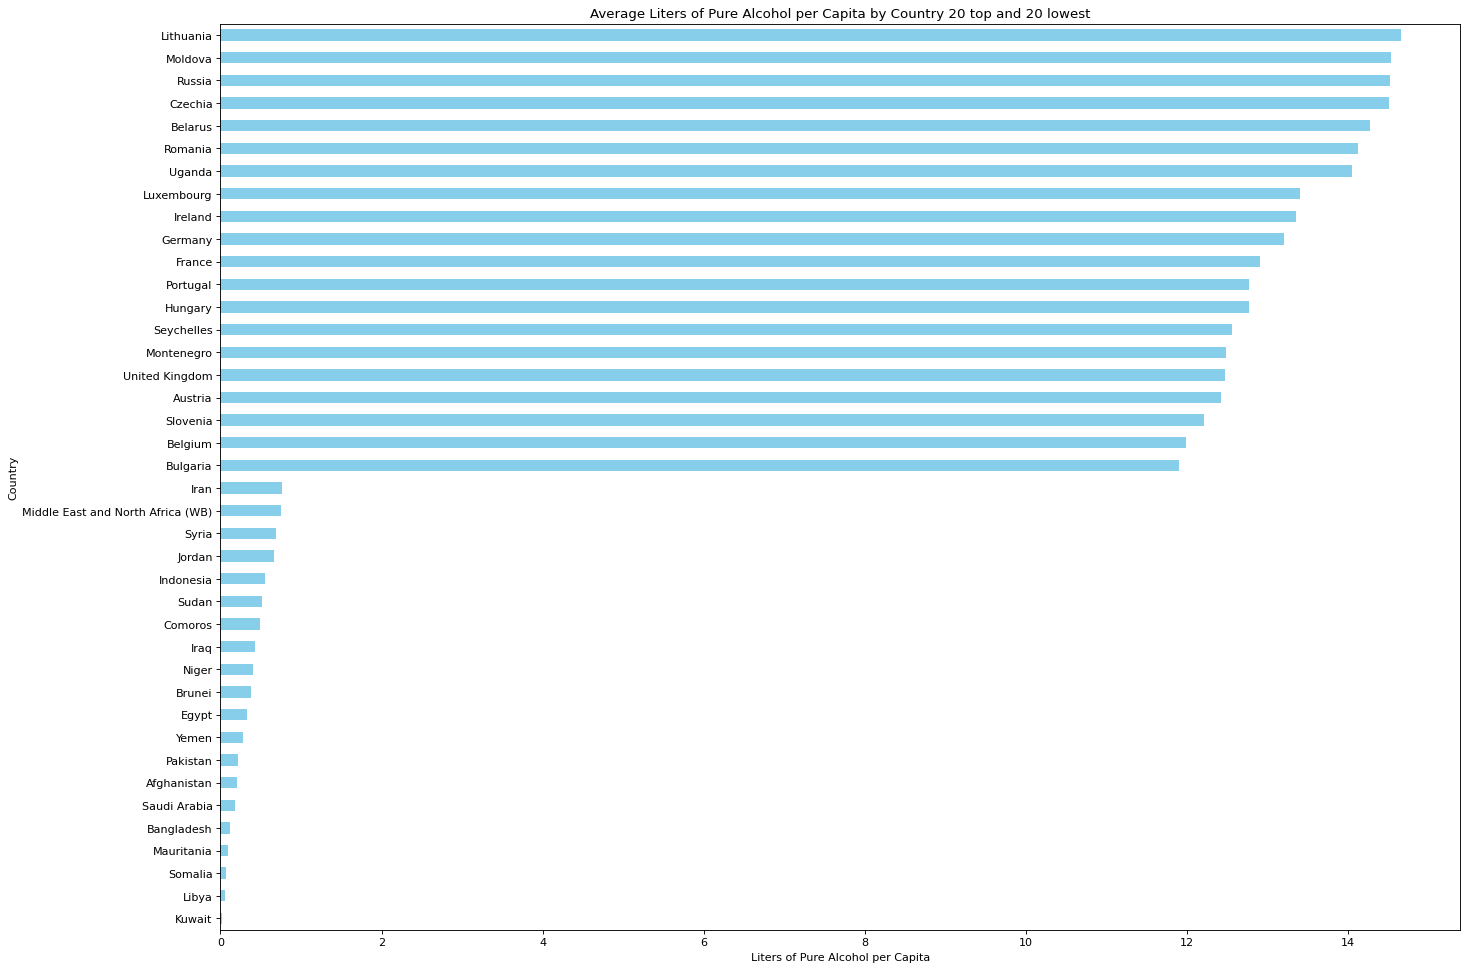 Average Liters of Pure Alcohol per Capita by Country 20 top and 20 lowest
Lithuania
Moldova
Russia
Czechia
Belarus
Romania
Uganda
Luxembourg
Ireland
Germany
France
Portugal
Hungary
Seychelles
Montenegro
United Kingdom
Austria
Slovenia
Belgium
Bulgaria
Iran
Middle East and North Africa (WB)
Syria
Jordan
Indonesia
Sudan
Comoros
Iraq
Niger
Brunei
Egypt
Yemen
Pakistan
Afghanistan
Saudi Arabia
Bangladesh
Mauritania
Somalia
Libya
Kuwait
Country
0 2 4 6 8 10 12 14
Liters of Pure Alcohol per Capita